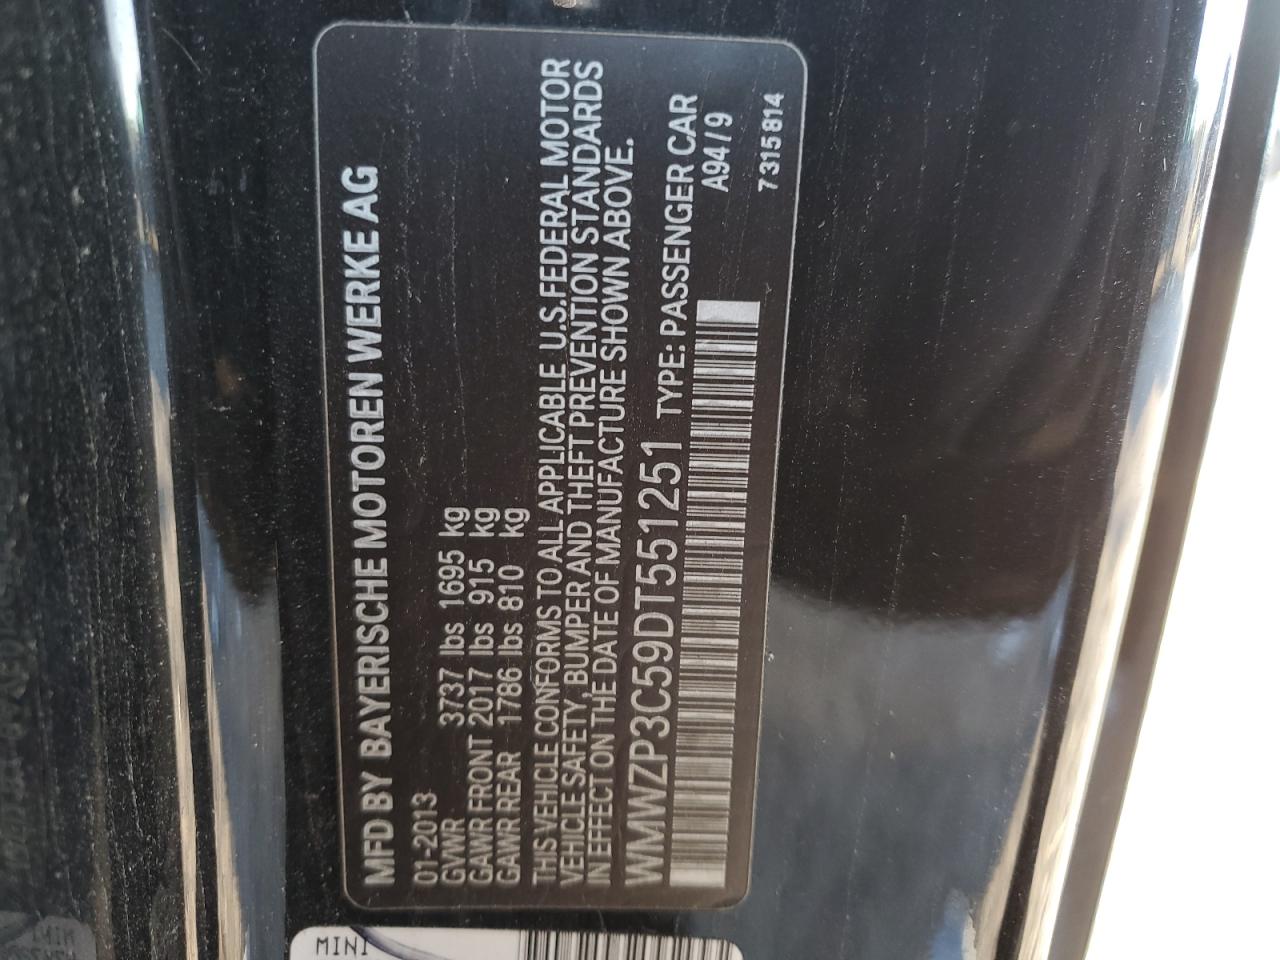 MFD BY BAYERISCHE MOTOREN WERKE AG
01-2013
GVWR 3737 lbs 1695 kg
GAWR FRONT 2017 lbs 915 kg
GAWR REAR 1786 lbs 810 kg
THIS VEHICLE CONFORMS TO ALL APPLICABLE U.S.FEDERAL MOTOR
VEHICLE SAFETY, BUMPER AND THEFT PREVENTION STANDARDS
IN EFFECT ON THE DATE OF MANUFACTURE SHOWN ABOVE.
WMWZP3C59DT551251 TYPE: PASSENGER CAR
A94/9
7315814
MINI